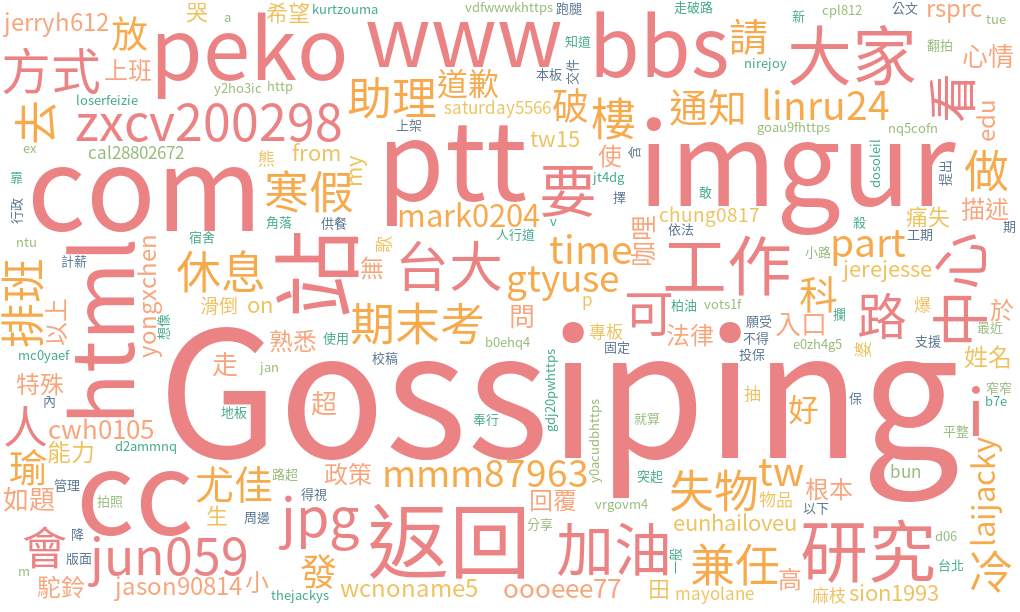 jerryh612
放
哭
a
希望
kurtzouma
peko
www
vdfwwwkhttps
跑腿
bbs
走破路
請
新
cpl812
公文
rsprc
tue
方式
上班
y2ho3ic
http
助理
道歉
本板
交件
知道
nirejoy
大家
翻拍
心情
loserfeizie
去
zxcv200298
上架
saturday5566
破
樓
通知
linru24
看
edu
ex
cal28802672
熊
from
my
ptt
tw15
使
含
imgur
goau9fhttps
nq5cofn
dosoleil
提出
做
靠
行政
com
寒假
mark0204
要
jt4dg
擇
敢
chung0817
殺
痛失
描述
ntu
角落
供餐
v
宿舍
歌
人行道
咖哩
依法
工期
期
計薪
html
yongxchen
休息
站
無
台大
time
gtyuse
工作
小路
part
jerejesse
中心
排班
以上
滑倒
on
p
可
柏油
vots1f
科
爆
於
想像
熟悉
使用
期末考
問
專板
法律
願受
不得
入口
攔
路
最近
mc0yaef
校稿
b0ehq4
固定
投保
e0zh4g5
婆
支援
姓名
特殊
走
jan
Gossiping
gdj20pwhttps
窄窄
內
人
cwh0105
地板
超
奉行
y0acudbhttps
就算
抽
好
保
i
b7e
平整
d2ammnq
能力
瑜
cc
尤佳
路超
政策
mmm87963
突起
失物
tw
bun
laijacky
如題
管理
拍照
生
得視
周邊
jpg
返回
回覆
分享
vrgovm4
物品
根本
以下
eunhailoveu
會
降
版面
jun059
發
加油
一般
兼任
研究
d06
台北
冷
m
駝鈴
jason90814
小
thejackys
wcnoname5
oooeee77
田
mayolane
高
麻枝
sion1993